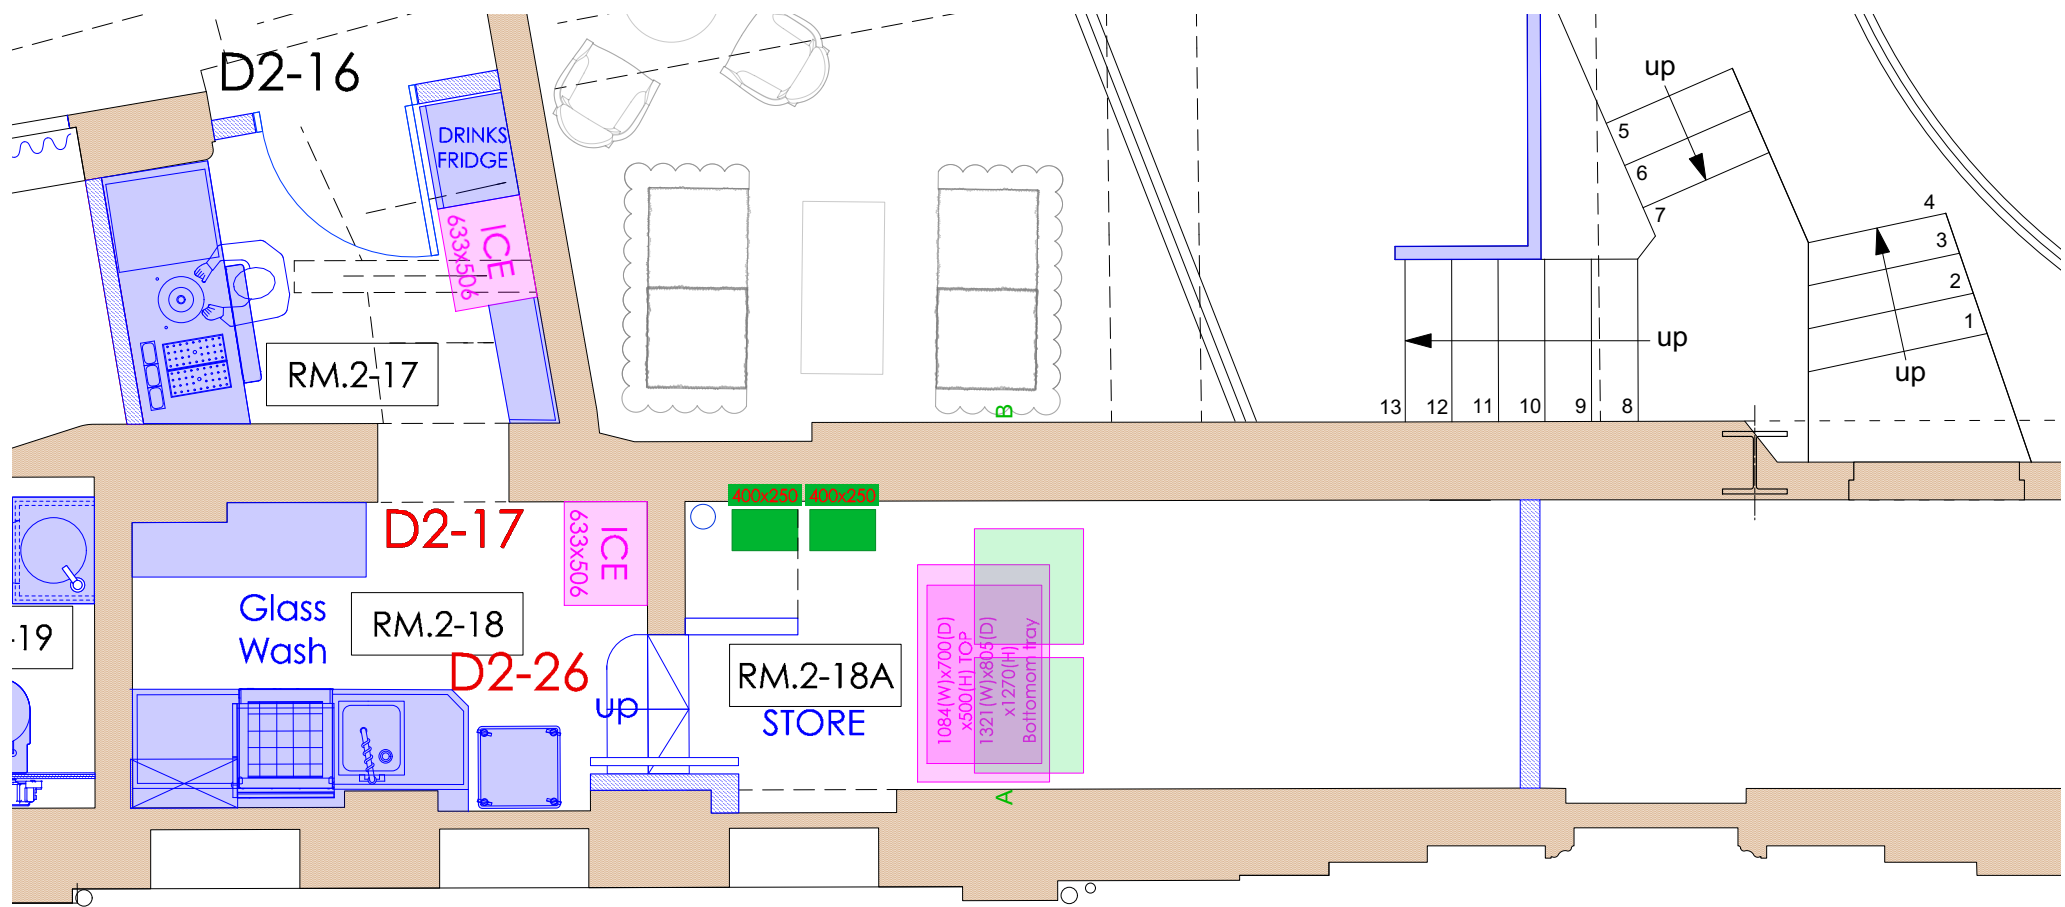 D2-16
up
DRINKS
FRIDGE
5
6
7
4
3
2
1
up
ICE
633x506
RM.2-17
up
13
12
11
10
9
8
B
400x250
400x250
D2-17
ICE
633x506
Glass
Wash
RM.2-18
-19
D2-26
up
RM.2-18A
STORE
1084(W)x700(D)
x500(H) TOP
1321(W)x805(D)
x1270(H)
Bottomom tray
A